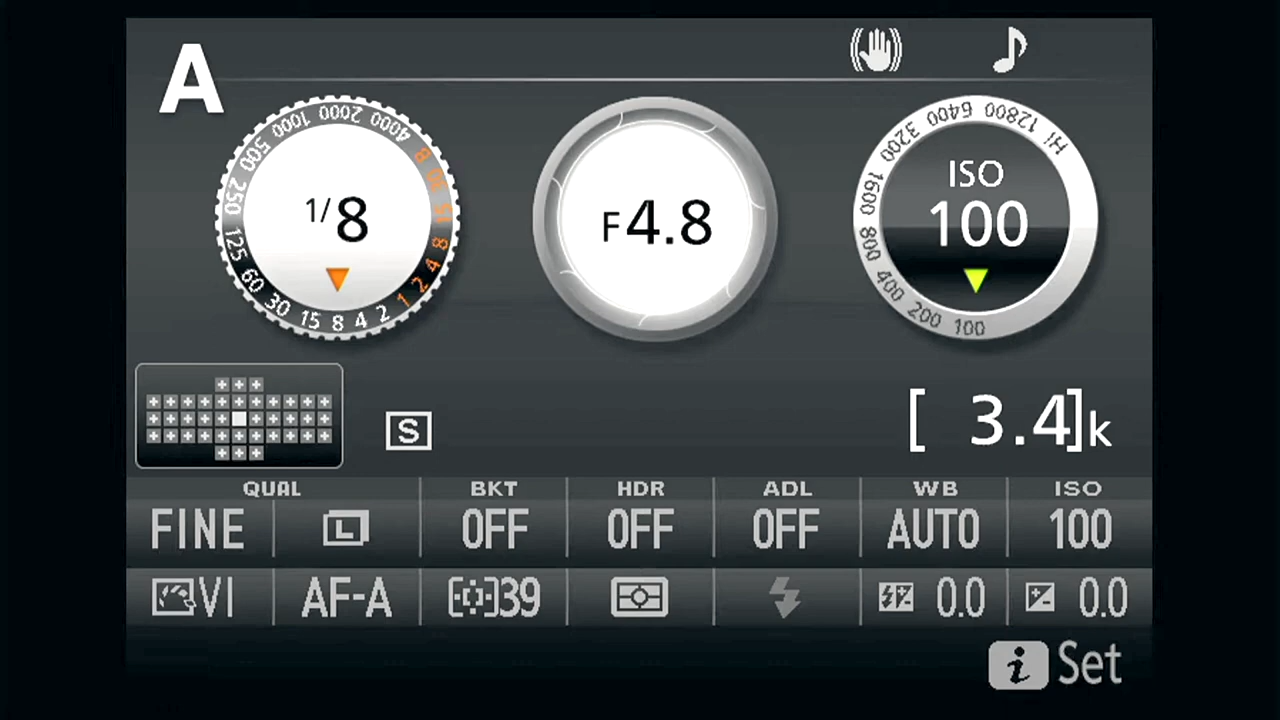 A
1/8
F4.8
ISO
100
4000 2000 1000 500 250 125 60 30 15 8 4 2 1 2 4 8 15 30
Hi 12800 6400 3200 1600 800 400 200 100
S
[ 3.4]k
QUAL BKT HDR ADL WB ISO
FINE L OFF OFF OFF AUTO 100
VI AF-A [ ]39 0.0 0.0
i Set